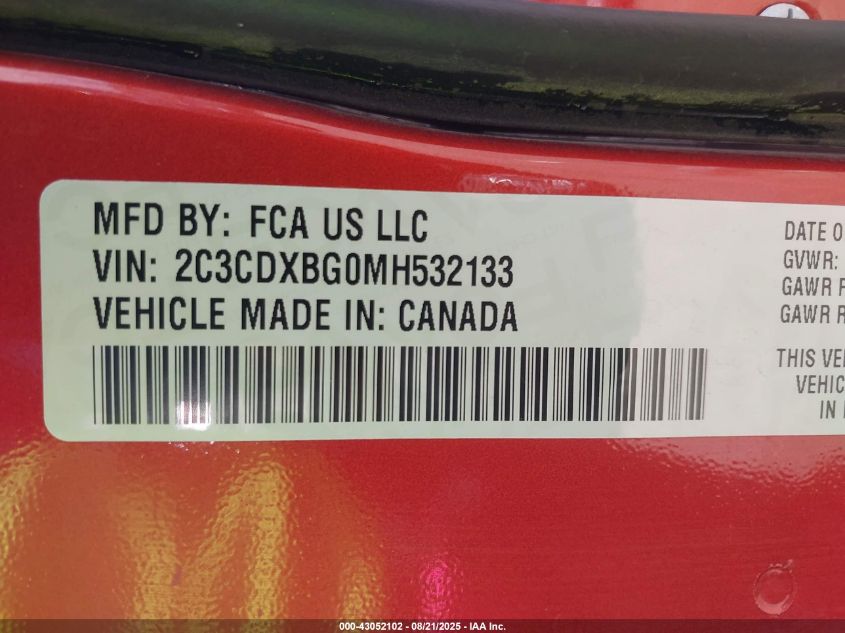 MFD BY: FCA US LLC
VIN: 2C3CDXBG0MH532133
VEHICLE MADE IN: CANADA
DATE O
GVWR:
GAWR F
GAWR R
THIS VE
VEHIC
IN
000-43052102 - 08/21/2025 - IAA Inc.